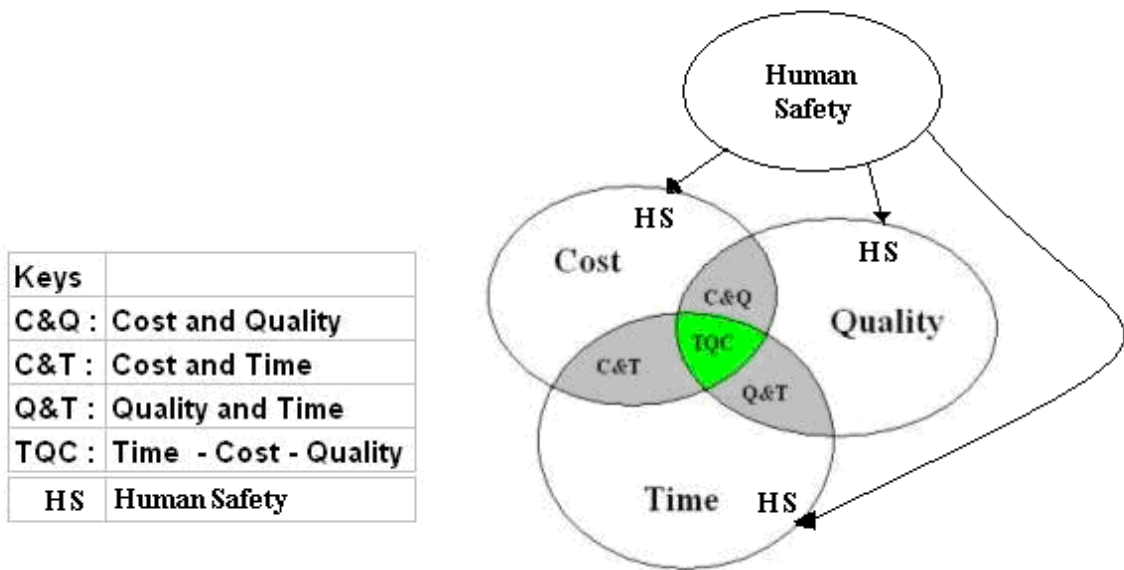 Human
Safety
HS
HS
Cost
C&Q
Quality
TQC
C&T
Q&T
Time
HS
Keys
C&Q : Cost and Quality
C&T : Cost and Time
Q&T : Quality and Time
TQC : Time - Cost - Quality
HS Human Safety